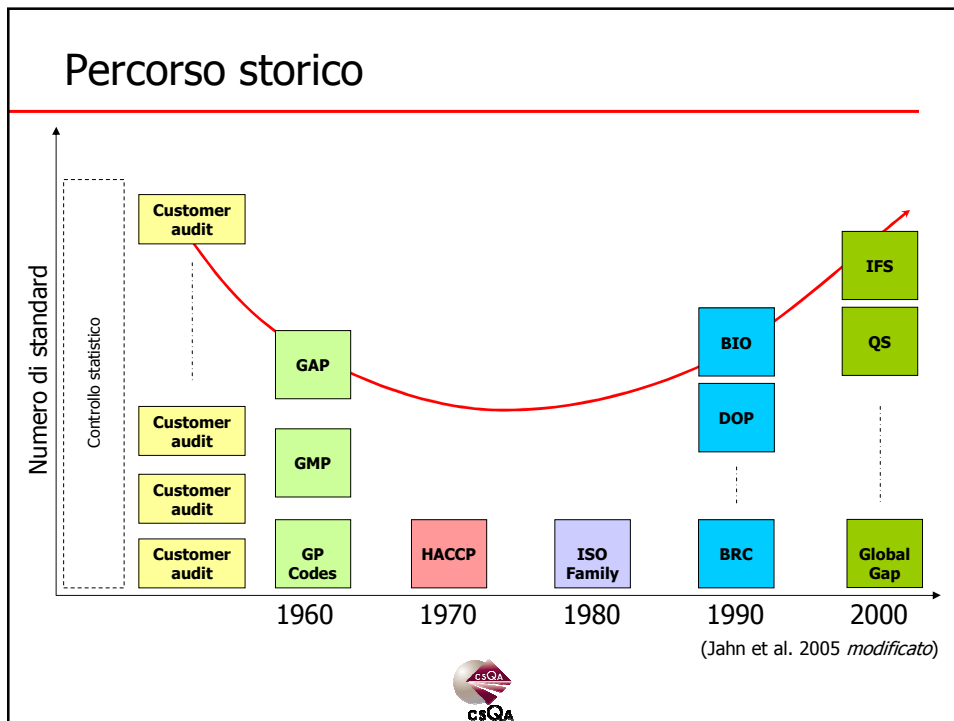 Percorso storico
Numero di standard
Controllo statistico
Customer
audit
Customer
audit
Customer
audit
Customer
audit
GAP
GMP
GP
Codes
HACCP
ISO
Family
BIO
DOP
BRC
IFS
QS
Global
Gap
1960
1970
1980
1990
2000
(Jahn et al. 2005 modificato)
CSQA
CSQA